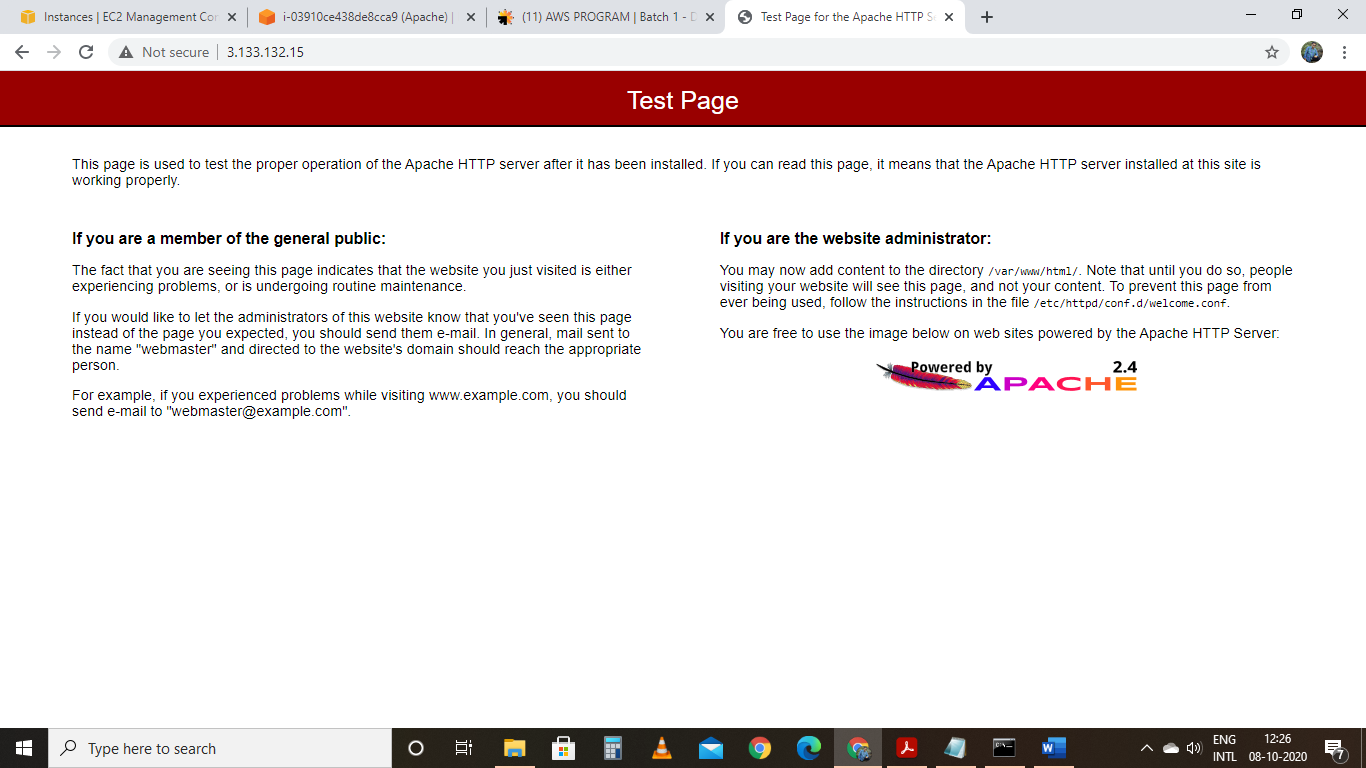 Instances | EC2 Management Con
i-03910ce438de8cca9 (Apache) |
(11) AWS PROGRAM | Batch 1 - D
Test Page for the Apache HTTP S
Not secure
3.133.132.15
Test Page
This page is used to test the proper operation of the Apache HTTP server after it has been installed. If you can read this page, it means that the Apache HTTP server installed at this site is
working properly.
If you are a member of the general public:
The fact that you are seeing this page indicates that the website you just visited is either
experiencing problems, or is undergoing routine maintenance.
If you would like to let the administrators of this website know that you've seen this page
instead of the page you expected, you should send them e-mail. In general, mail sent to
the name "webmaster" and directed to the website's domain should reach the appropriate
person.
For example, if you experienced problems while visiting www.example.com, you should
send e-mail to "webmaster@example.com".
If you are the website administrator:
You may now add content to the directory /var/www/html/. Note that until you do so, people
visiting your website will see this page, and not your content. To prevent this page from
ever being used, follow the instructions in the file /etc/httpd/conf.d/welcome.conf.
You are free to use the image below on web sites powered by the Apache HTTP Server:
Powered by 2.4
APACHE
Type here to search
ENG
INTL
12:26
08-10-2020
7